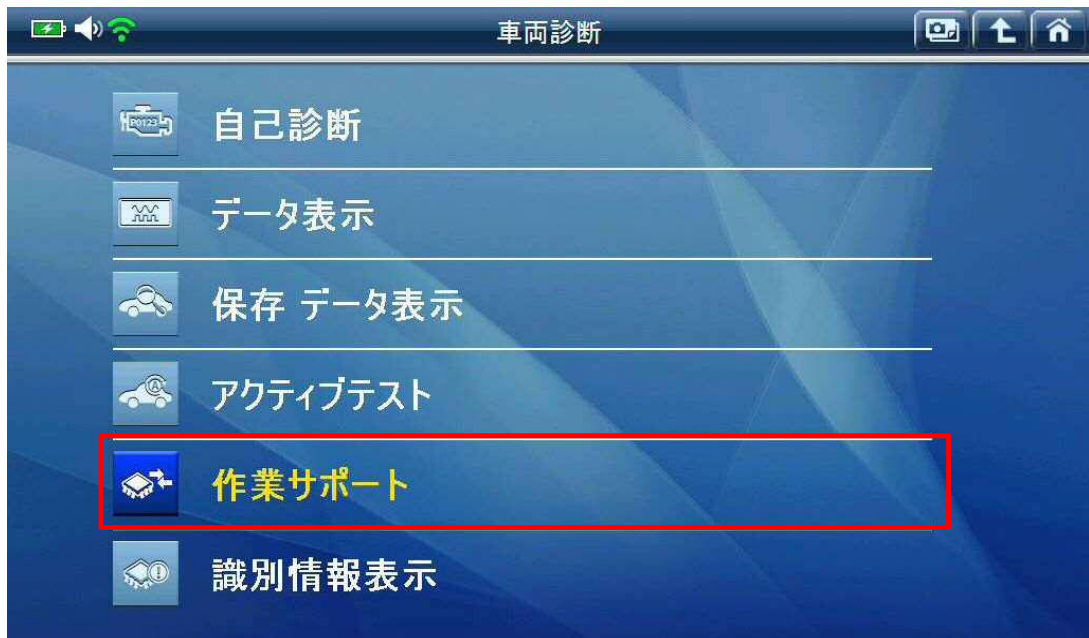 車両診断
P0123
自己診断
データ表示
保存 データ表示
アクティブテスト
作業サポート
識別情報表示